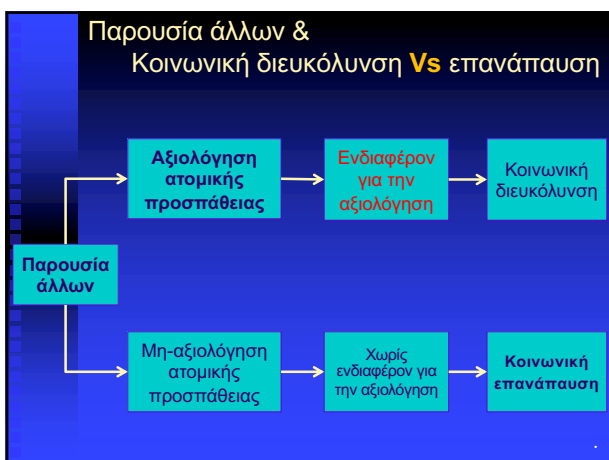 Παρουσία άλλων &
Κοινωνική διευκόλυνση Vs επανάπαυση
Αξιολόγηση
ατομικής
προσπάθειας
Ενδιαφέρον
για την
αξιολόγηση
Κοινωνική
διευκόλυνση
Παρουσία
άλλων
Μη-αξιολόγηση
ατομικής
προσπάθειας
Χωρίς
ενδιαφέρον για
την αξιολόγηση
Κοινωνική
επανάπαυση
.